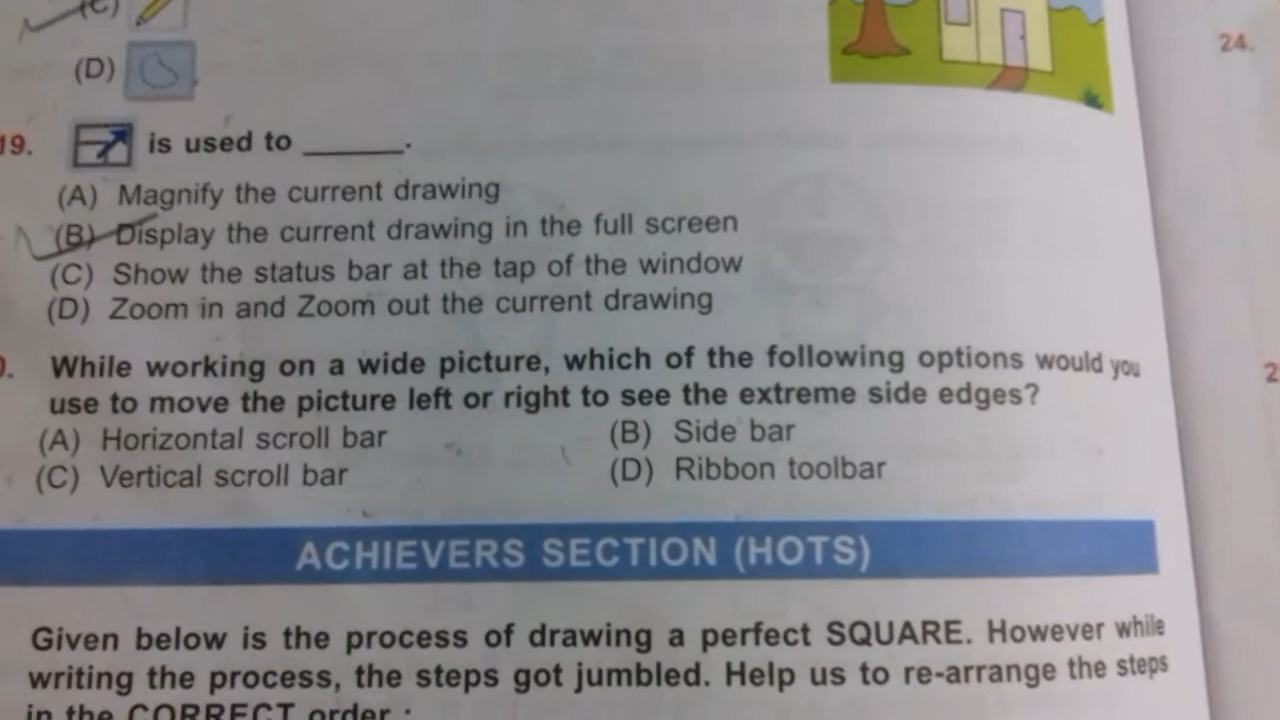 (C)
(D)
24.
19. is used to ______.
(A) Magnify the current drawing
(B) Display the current drawing in the full screen
(C) Show the status bar at the tap of the window
(D) Zoom in and Zoom out the current drawing
. While working on a wide picture, which of the following options would you
use to move the picture left or right to see the extreme side edges?
2
(A) Horizontal scroll bar (B) Side bar
(C) Vertical scroll bar (D) Ribbon toolbar
ACHIEVERS SECTION (HOTS)
Given below is the process of drawing a perfect SQUARE. However while
writing the process, the steps got jumbled. Help us to re-arrange the steps
in the CORRECT order :